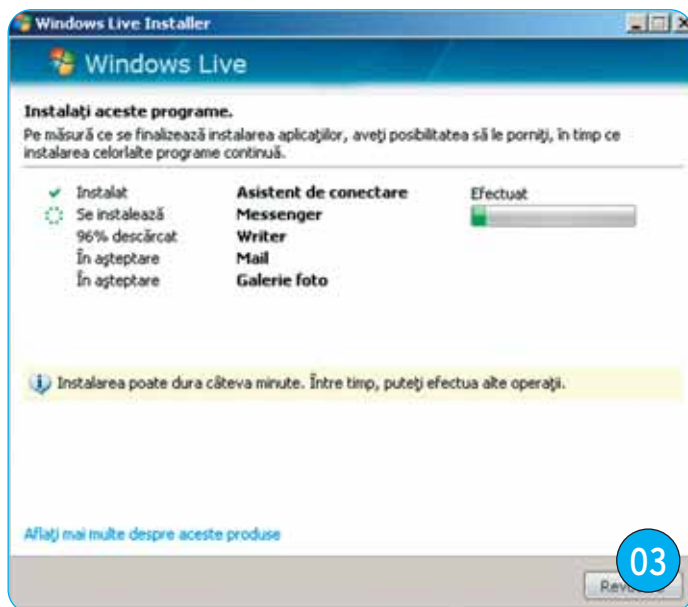 Windows Live Installer
Windows Live
Instalați aceste programe.
Pe măsură ce se finalizează instalarea aplicațiilor, aveți posibilitatea să le porniți, în timp ce
instalarea celorlalte programe continuă.
Instalat Asistent de conectare Efectuat
Se instalează Messenger
96% descărcat Writer
În așteptare Mail
În așteptare Galerie foto
Instalarea poate dura câteva minute. Între timp, puteți efectua alte operații.
Aflați mai multe despre aceste produse
03